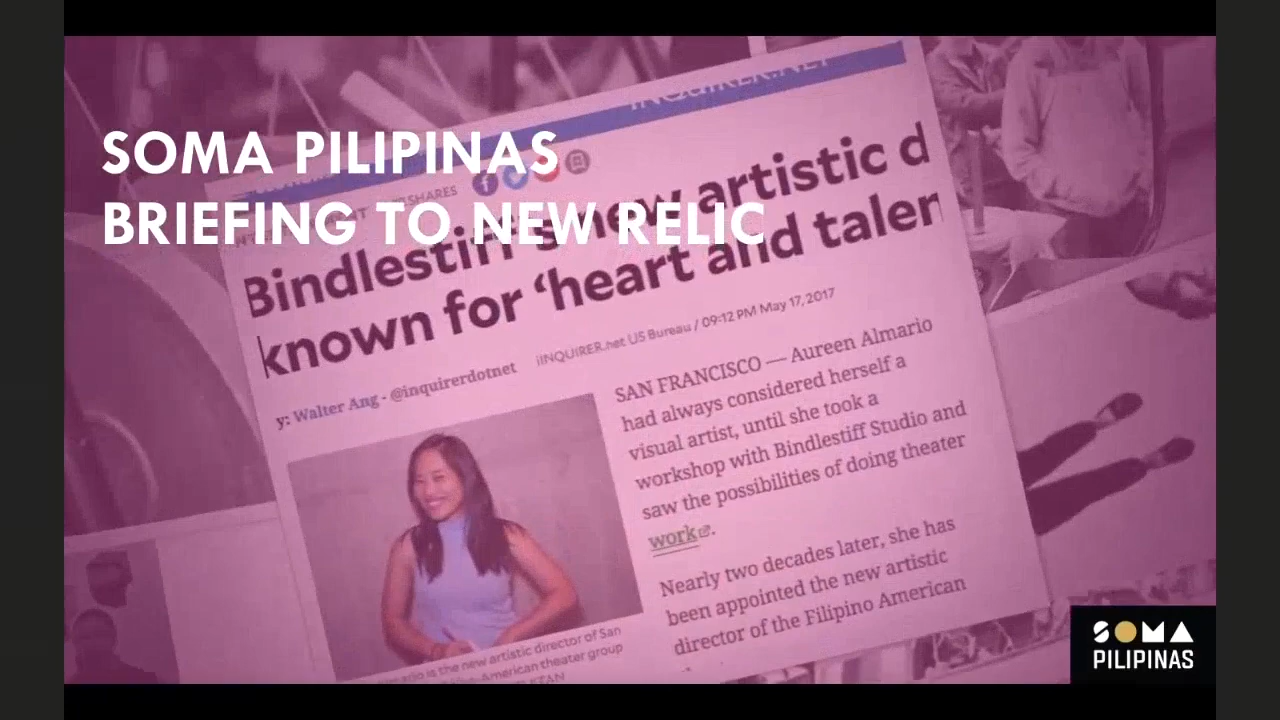 SOMA PILIPINAS
BRIEFING TO NEW RELIC
INQUIRER.NET
SHARES
Bindlestiff's new artistic d
known for ‘heart and talen
y: Walter Ang - @inquirerdotnet
INQUIRER.net US Bureau / 09:12 PM May 17, 2017
SAN FRANCISCO — Aureen Almario
had always considered herself a
visual artist, until she took a
workshop with Bindlestiff Studio and
saw the possibilities of doing theater
work.
Nearly two decades later, she has
been appointed the new artistic
director of the Filipino American
is the new artistic director of San
American theater group
SOMA
PILIPINAS